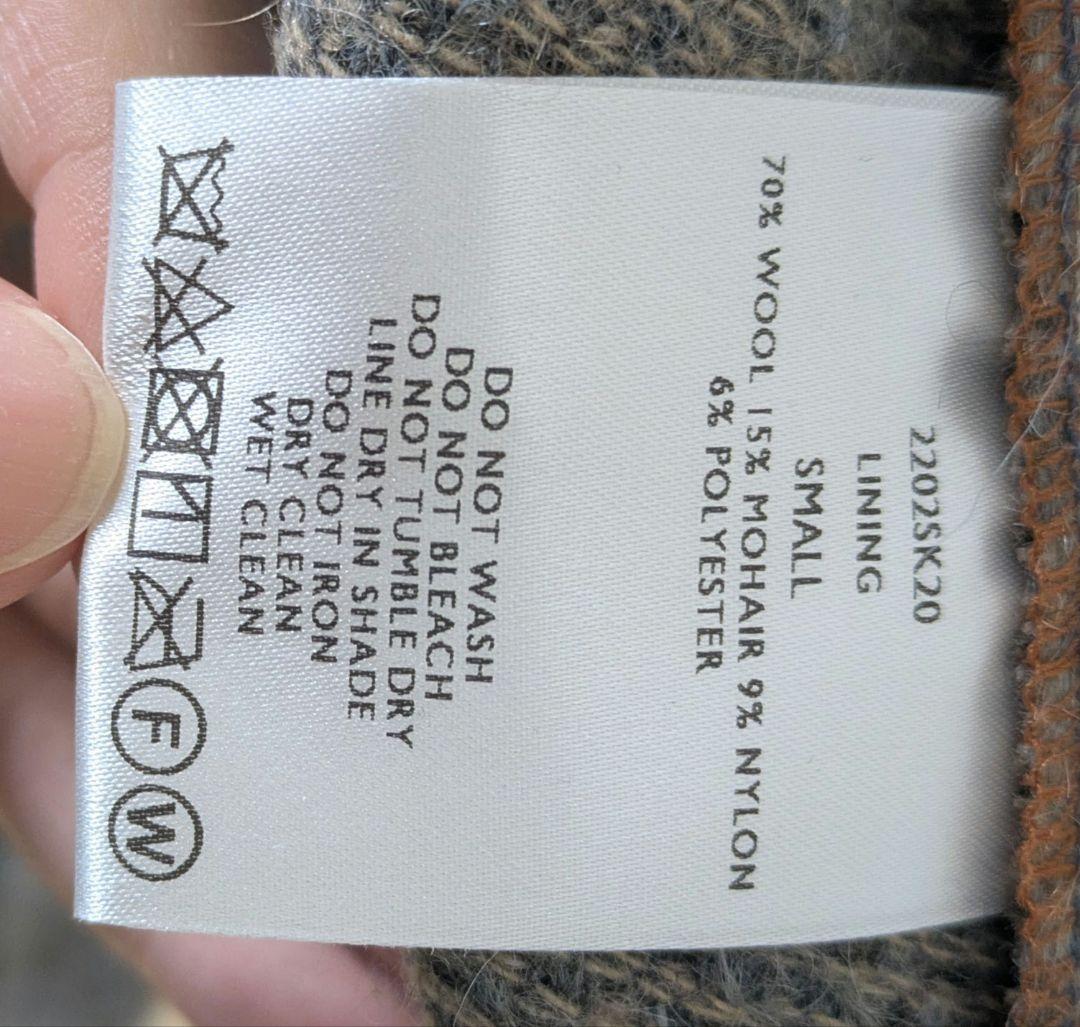 2202SK20
LINING
SMALL
70% WOOL 15% MOHAIR 9% NYLON
6% POLYESTER
DO NOT WASH
DO NOT BLEACH
DO NOT TUMBLE DRY
LINE DRY IN SHADE
DO NOT IRON
DRY CLEAN
WET CLEAN
F W